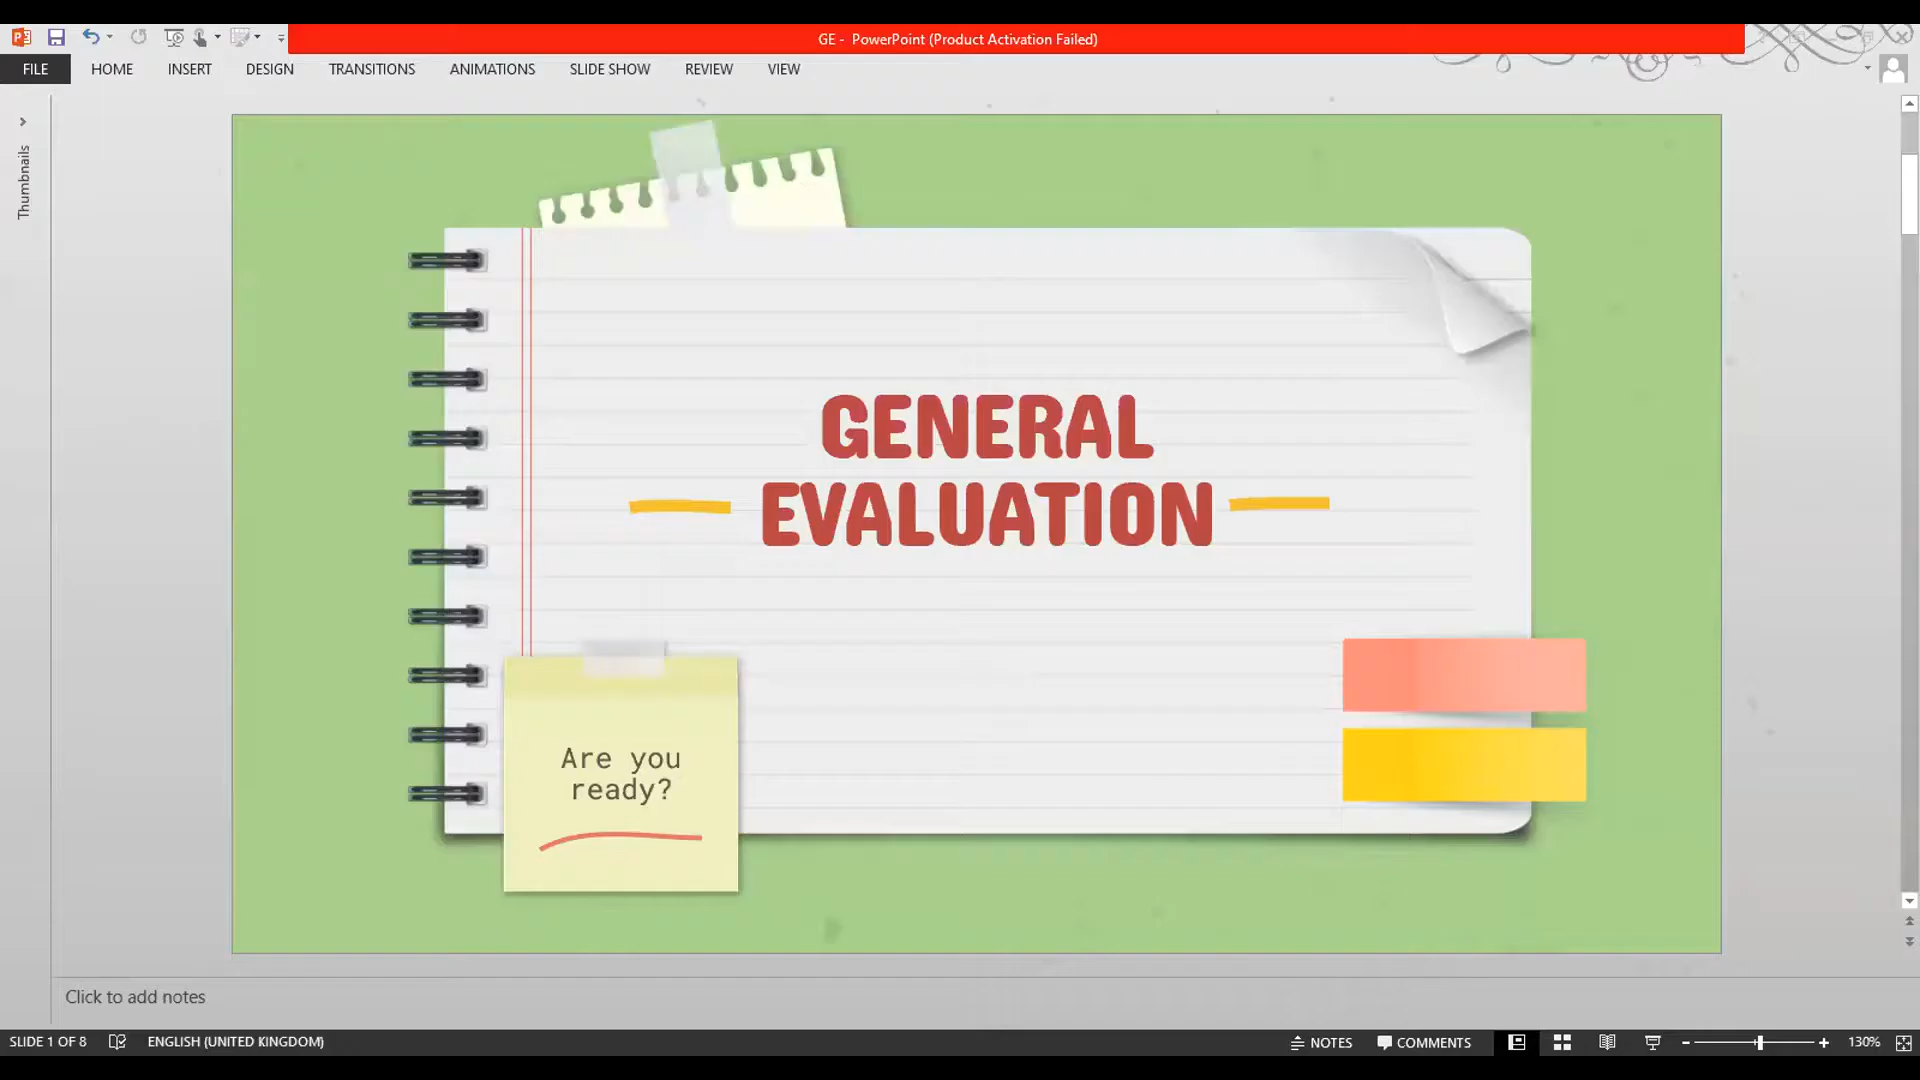 GE - PowerPoint (Product Activation Failed)
FILE HOME INSERT DESIGN TRANSITIONS ANIMATIONS SLIDE SHOW REVIEW VIEW
Thumbnails
GENERAL
EVALUATION
Are you
ready?
Click to add notes
SLIDE 1 OF 8 ENGLISH (UNITED KINGDOM) NOTES COMMENTS 130%